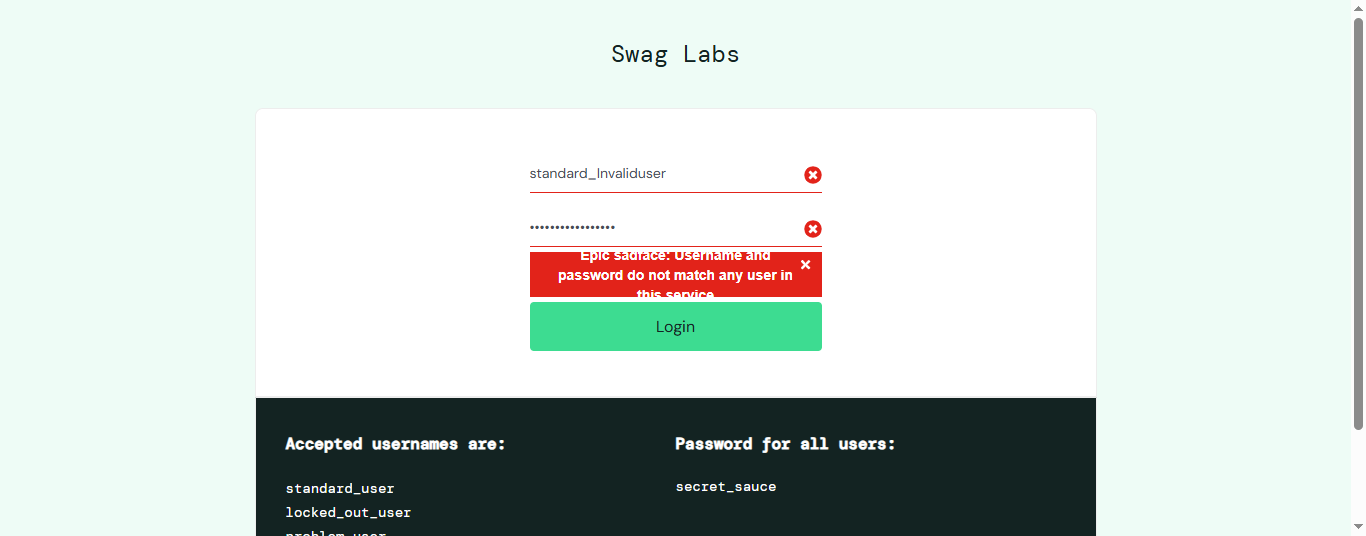 Swag Labs
standard_Invaliduser
•••••••••••••••••
Epic sadface: Username and
password do not match any user in
this service
Login
Accepted usernames are:
standard_user
locked_out_user
problem_user
Password for all users:
secret_sauce